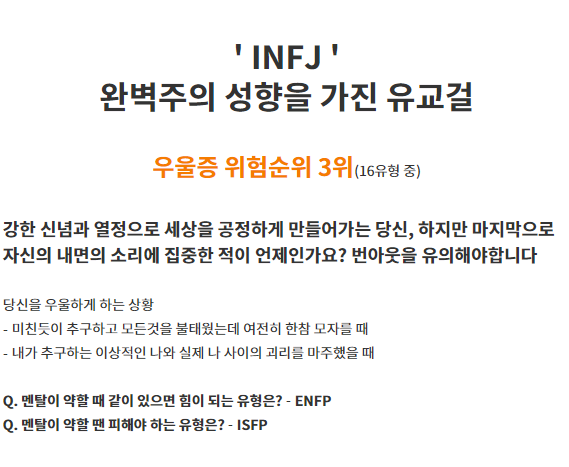 ' INFJ '
완벽주의 성향을 가진 유교걸
우울증 위험순위 3위(16유형 중)
강한 신념과 열정으로 세상을 공정하게 만들어가는 당신, 하지만 마지막으로
자신의 내면의 소리에 집중한 적이 언제인가요? 번아웃을 유의해야합니다
당신을 우울하게 하는 상황
- 미친듯이 추구하고 모든것을 불태웠는데 여전히 한참 모자를 때
- 내가 추구하는 이상적인 나와 실제 나 사이의 괴리를 마주했을 때
Q. 멘탈이 약할 때 같이 있으면 힘이 되는 유형은? - ENFP
Q. 멘탈이 약할 땐 피해야 하는 유형은? - ISFP